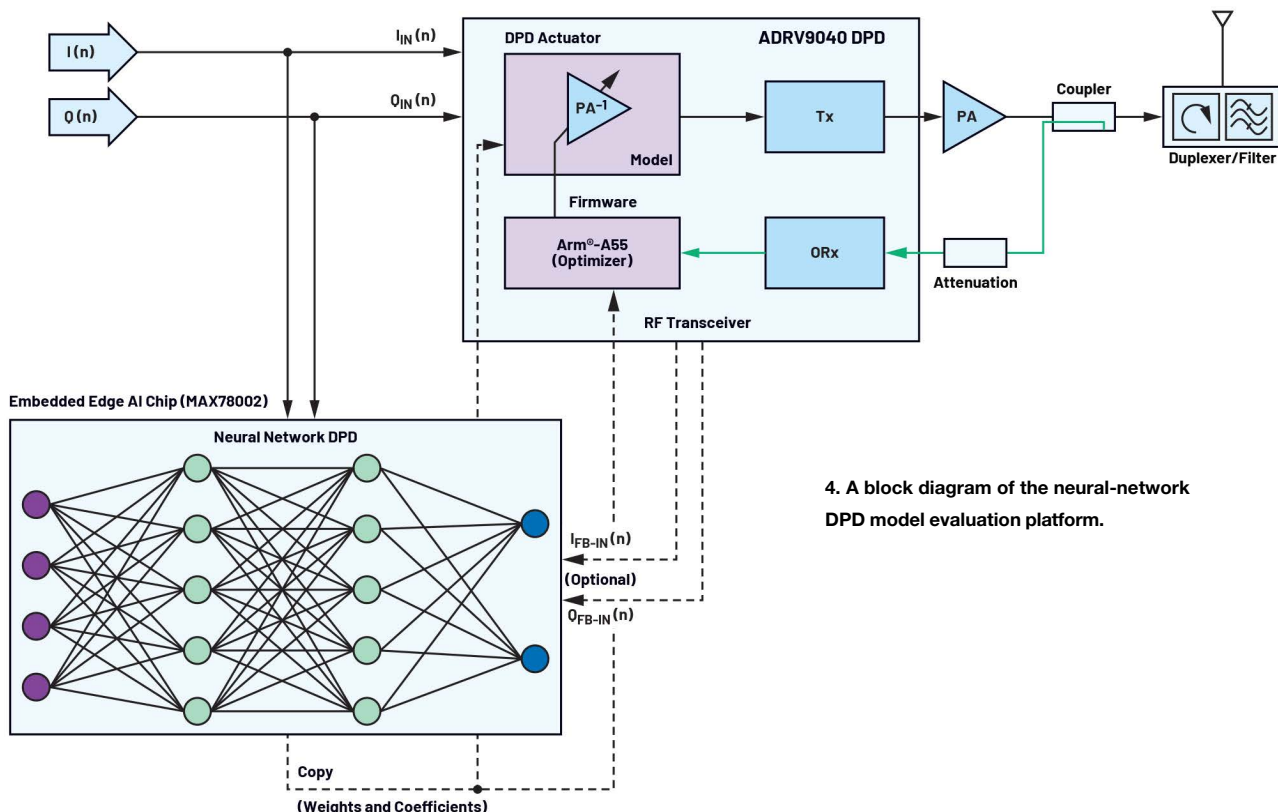 I (n)
I_IN (n)
Q (n)
Q_IN (n)
DPD Actuator
ADRV9040 DPD
PA⁻¹
Model
Tx
PA
Coupler
Duplexer/Filter
Firmware
Arm®-A55
(Optimizer)
ORx
Attenuation
RF Transceiver
Embedded Edge AI Chip (MAX78002)
Neural Network DPD
I_FB-IN (n)
(Optional)
Q_FB-IN (n)
Copy
(Weights and Coefficients)
4. A block diagram of the neural-network
DPD model evaluation platform.